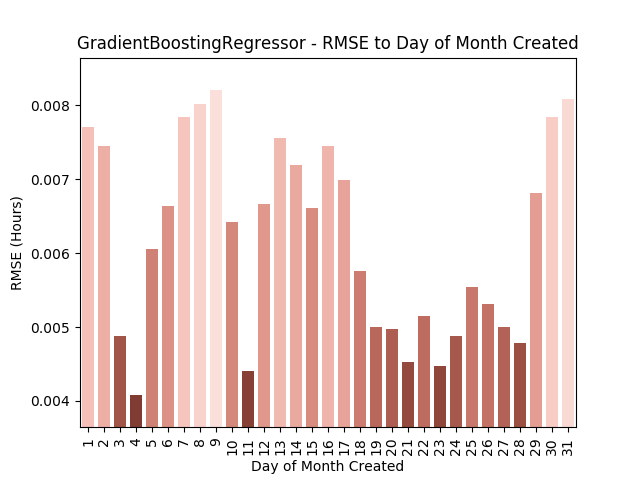 GradientBoostingRegressor - RMSE to Day of Month Created
0.008
0.007
0.006
0.005
0.004
RMSE (Hours)
1 2 3 4 5 6 7 8 9 10 11 12 13 14 15 16 17 18 19 20 21 22 23 24 25 26 27 28 29 30 31
Day of Month Created